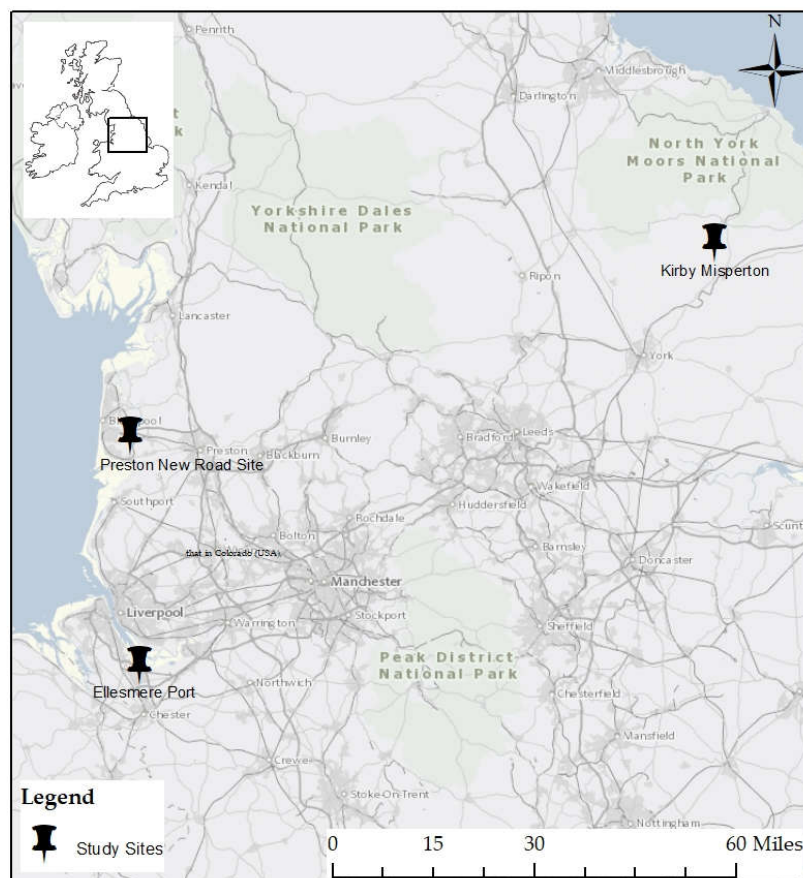 Penrith
N
Middlesbrough
Darlington
North York
Moors National
Park
Kendal
Yorkshire Dales
National Park
Kirby Misperton
Ripon
Lancaster
York
Preston New Road Site
Preston
Blackburn
Burnley
Bradford
Leeds
Wakefield
Huddersfield
Southport
Rochdale
Bolton
that in Colorado (USA)
Manchester
Barnsley
Doncaster
Scunt
Liverpool
Warrington
Stockport
Sheffield
Peak District
National Park
Ellesmere Port
Northwich
Chester
Chesterfield
Mansfield
Crewe
Stoke-On-Trent
Nottingham
Legend
Study Sites
0 15 30 60 Miles